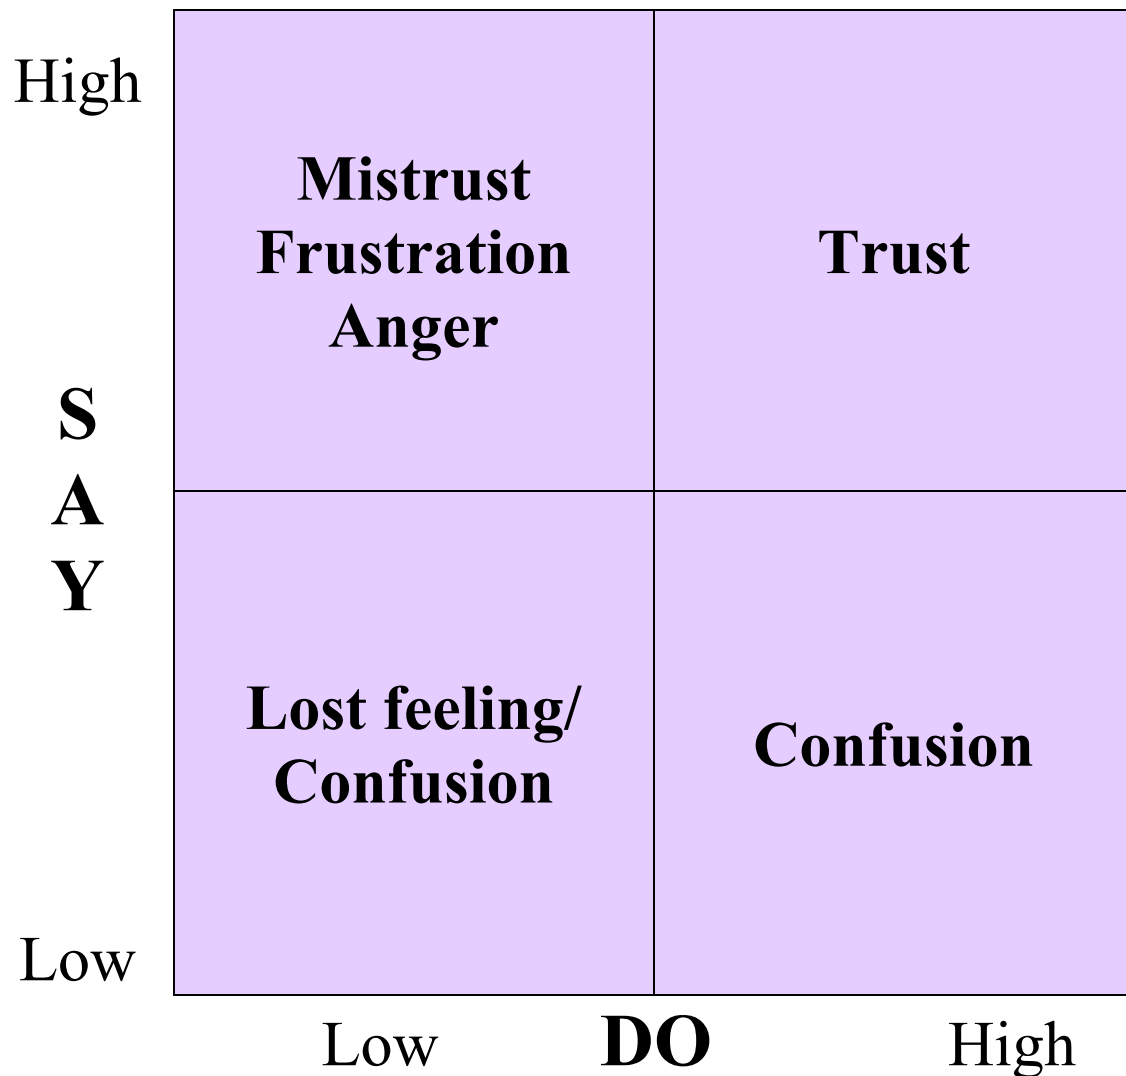 High
Mistrust
Frustration
Anger
Trust
S
A
Y
Lost feeling/
Confusion
Confusion
Low
Low
DO
High